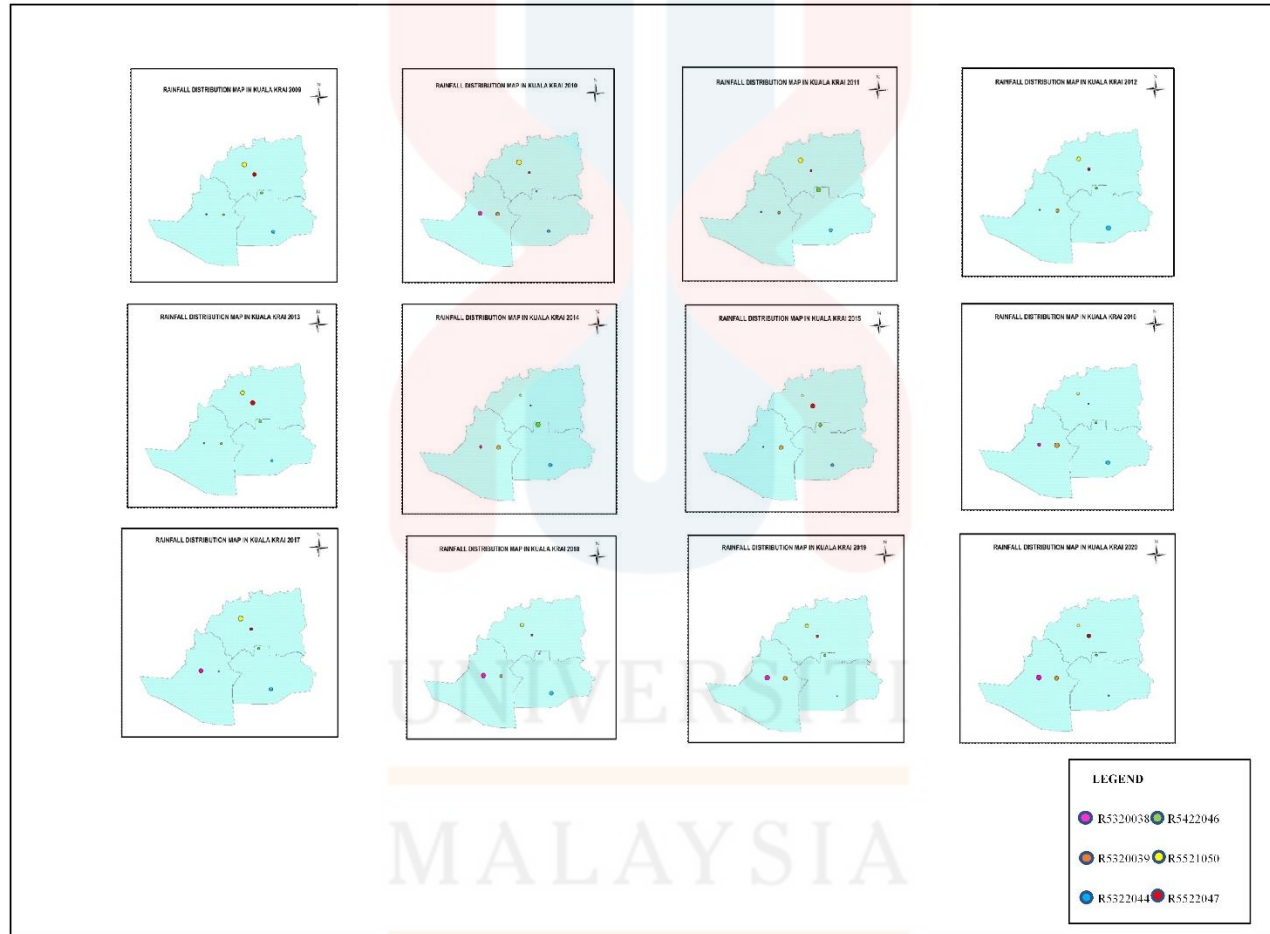 RAINFALL DISTRIBUTION MAP IN KUALA KRAI 2009
N
RAINFALL DISTRIBUTION MAP IN KUALA KRAI 2010
N
RAINFALL DISTRIBUTION MAP IN KUALA KRAI 2011
N
RAINFALL DISTRIBUTION MAP IN KUALA KRAI 2012
N
RAINFALL DISTRIBUTION MAP IN KUALA KRAI 2013
N
RAINFALL DISTRIBUTION MAP IN KUALA KRAI 2014
N
RAINFALL DISTRIBUTION MAP IN KUALA KRAI 2015
N
RAINFALL DISTRIBUTION MAP IN KUALA KRAI 2016
N
RAINFALL DISTRIBUTION MAP IN KUALA KRAI 2017
N
RAINFALL DISTRIBUTION MAP IN KUALA KRAI 2018
N
RAINFALL DISTRIBUTION MAP IN KUALA KRAI 2019
N
RAINFALL DISTRIBUTION MAP IN KUALA KRAI 2020
N
UNIVERSITI
MALAYSIA
LEGEND
R5320038 R5422046
R5320039 R5521050
R5322044 R5522047